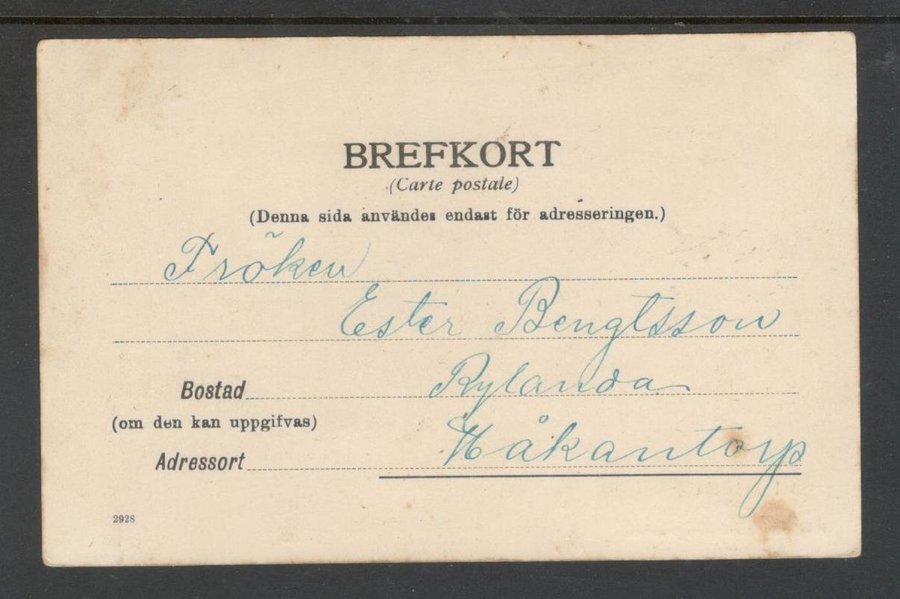 BREFKORT
(Carte postale)
(Denna sida användes endast för adresseringen.)
Fröken
Ester Bengtsson
Bostad Rylanda
(om den kan uppgifvas)
Adressort Håkantorp
2928